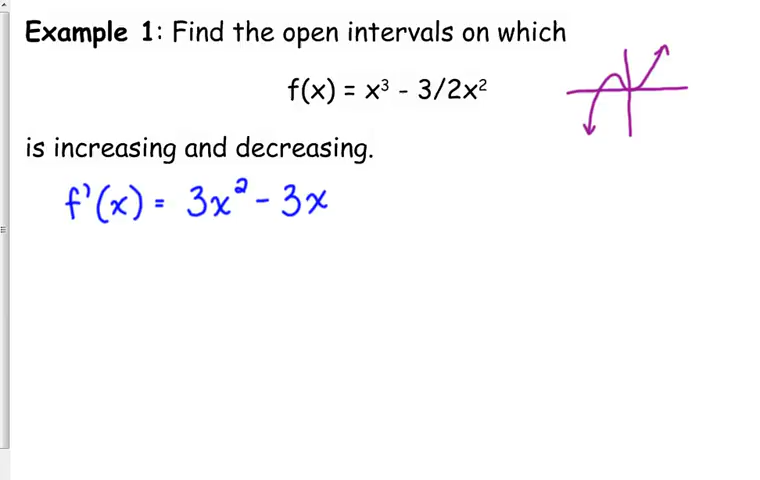 Example 1: Find the open intervals on which
f(x) = x³ - 3/2x²
is increasing and decreasing.
f'(x) = 3x² - 3x